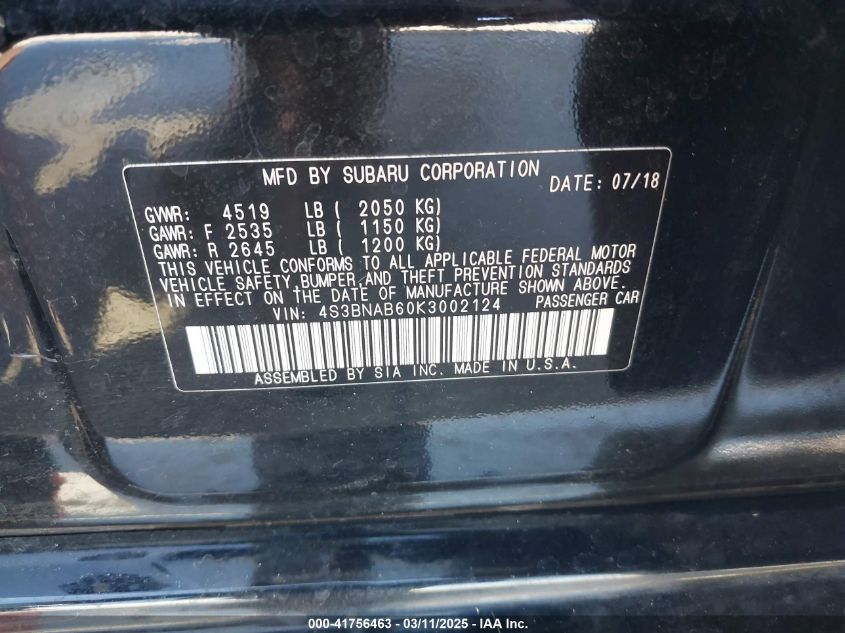 MFD BY SUBARU CORPORATION DATE: 07/18
GVWR: 4519 LB ( 2050 KG)
GAWR: F 2535 LB ( 1150 KG)
GAWR: R 2645 LB ( 1200 KG)
THIS VEHICLE CONFORMS TO ALL APPLICABLE FEDERAL MOTOR
VEHICLE SAFETY, BUMPER, AND THEFT PREVENTION STANDARDS
IN EFFECT ON THE DATE OF MANUFACTURE SHOWN ABOVE.
VIN: 4S3BNAB60K3002124 PASSENGER CAR
ASSEMBLED BY SIA INC. MADE IN U.S.A.
000-41756463 - 03/11/2025 - IAA Inc.